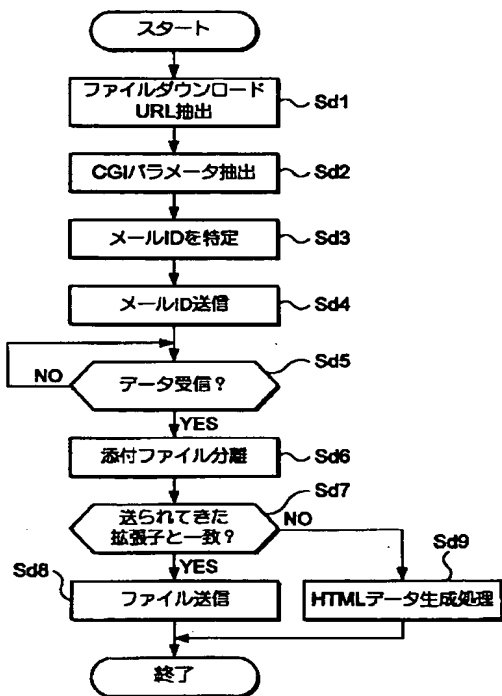 スタート
ファイルダウンロード
URL抽出
Sd1
CGIパラメータ抽出
Sd2
メールIDを特定
Sd3
メールID送信
Sd4
Sd5
データ受信？
NO
YES
添付ファイル分離
Sd6
Sd7
送られてきた
拡張子と一致？
NO
YES
Sd8
ファイル送信
Sd9
HTMLデータ生成処理
終了